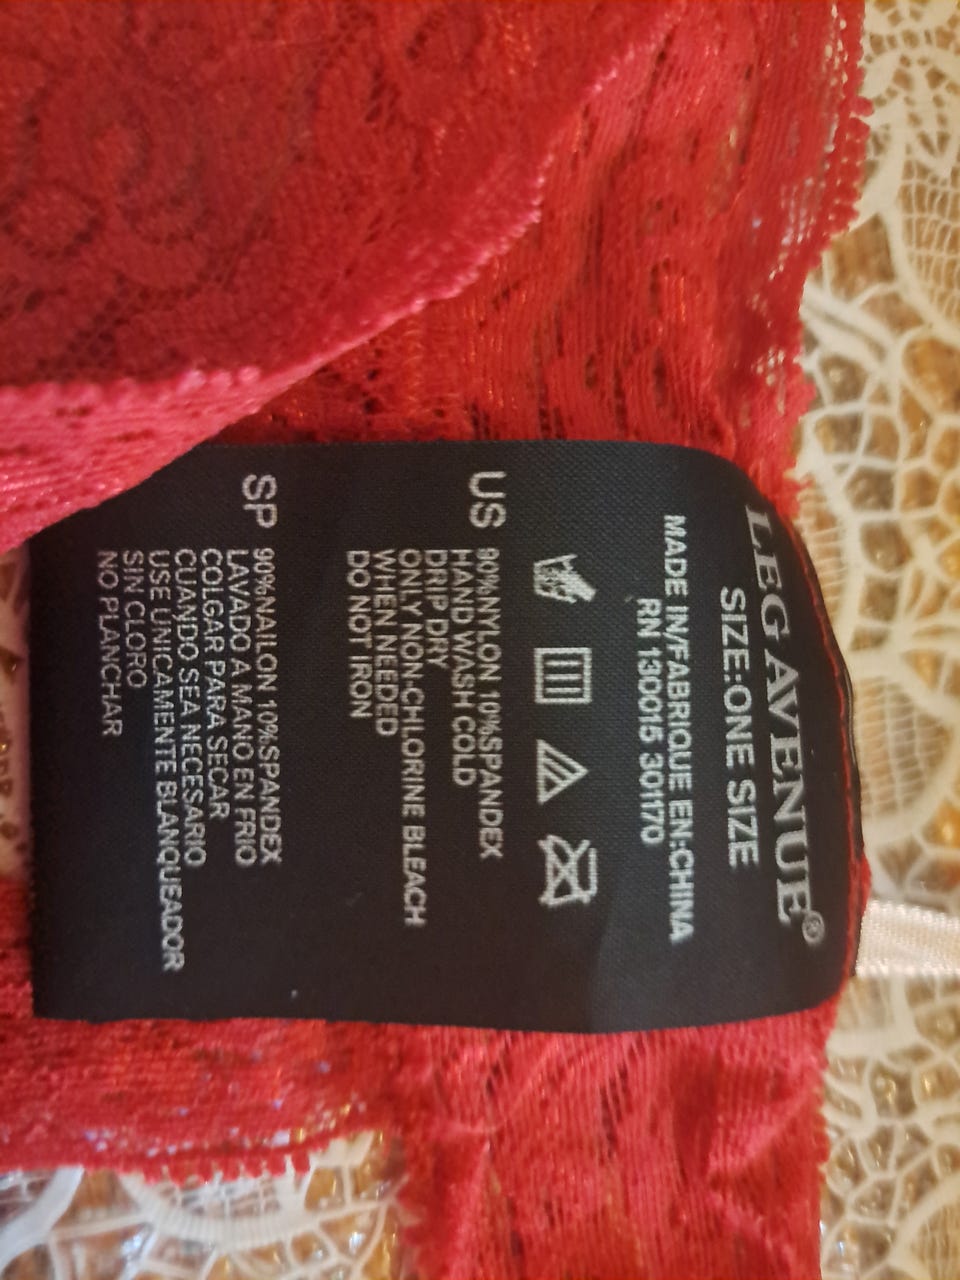 LEG AVENUE®
SIZE:ONE SIZE
MADE IN/FABRIQUE EN:CHINA
RN 130015 301170
US 90%NYLON 10%SPANDEX
HAND WASH COLD
DRIP DRY
ONLY NON-CHLORINE BLEACH
WHEN NEEDED
DO NOT IRON
SP 90%NAILON 10%SPANDEX
LAVADO A MANO EN FRIO
COLGAR PARA SECAR
CUANDO SEA NECESARIO
USE UNICAMENTE BLANQUEADOR
SIN CLORO
NO PLANCHAR